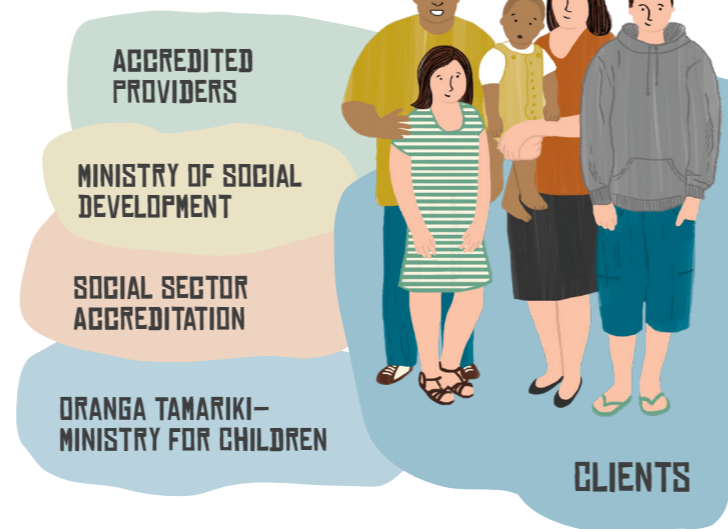 ACCREDITED
PROVIDERS
MINISTRY OF SOCIAL
DEVELOPMENT
SOCIAL SECTOR
ACCREDITATION
ORANGA TAMARIKI–
MINISTRY FOR CHILDREN
CLIENTS